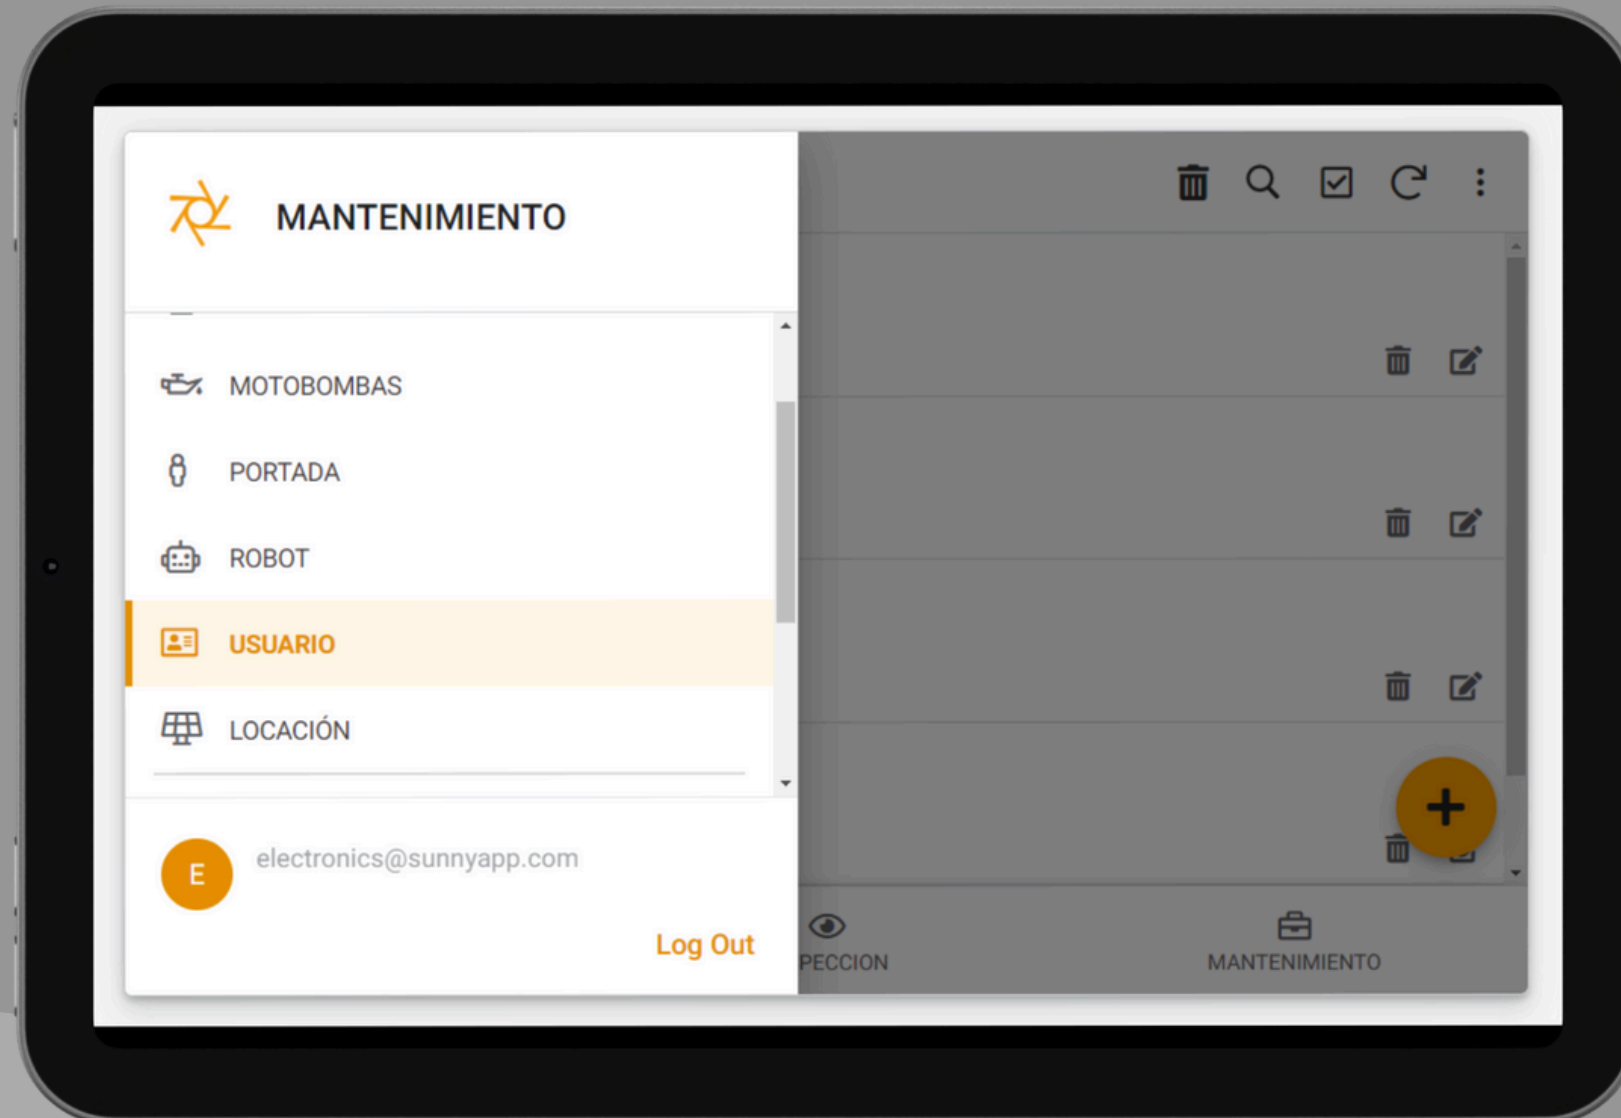 MANTENIMIENTO
MOTOBOMBAS
PORTADA
ROBOT
USUARIO
LOCACIÓN
E
electronics@sunnyapp.com
Log Out
PECCION
MANTENIMIENTO